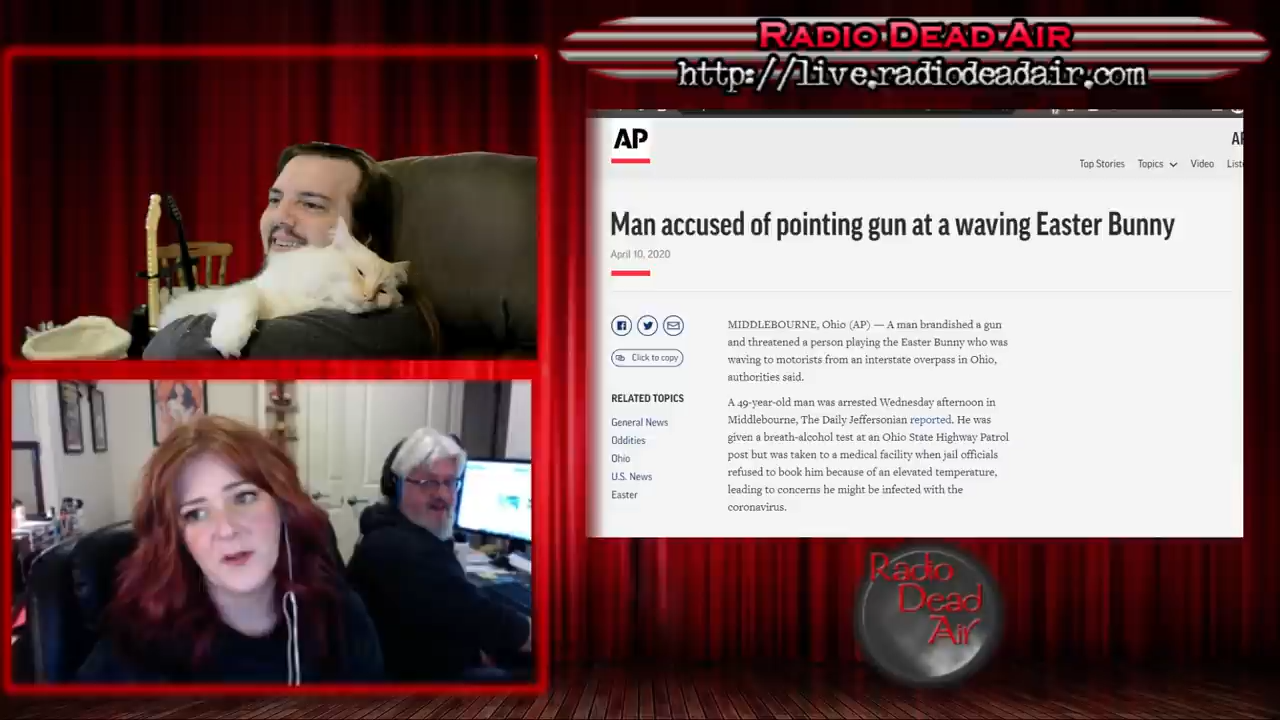 RADIO DEAD AIR
http://live.radiodeadair.com
AP
Top Stories Topics Video
Man accused of pointing gun at a waving Easter Bunny
April 10, 2020
Click to copy
RELATED TOPICS
General News
Oddities
Ohio
U.S. News
Easter
MIDDLEBOURNE, Ohio (AP) — A man brandished a gun
and threatened a person playing the Easter Bunny who was
waving to motorists from an interstate overpass in Ohio,
authorities said.
A 49-year-old man was arrested Wednesday afternoon in
Middlebourne, The Daily Jeffersonian reported. He was
given a breath-alcohol test at an Ohio State Highway Patrol
post but was taken to a medical facility when jail officials
refused to book him because of an elevated temperature,
leading to concerns he might be infected with the
coronavirus.
Radio
Dead
Air